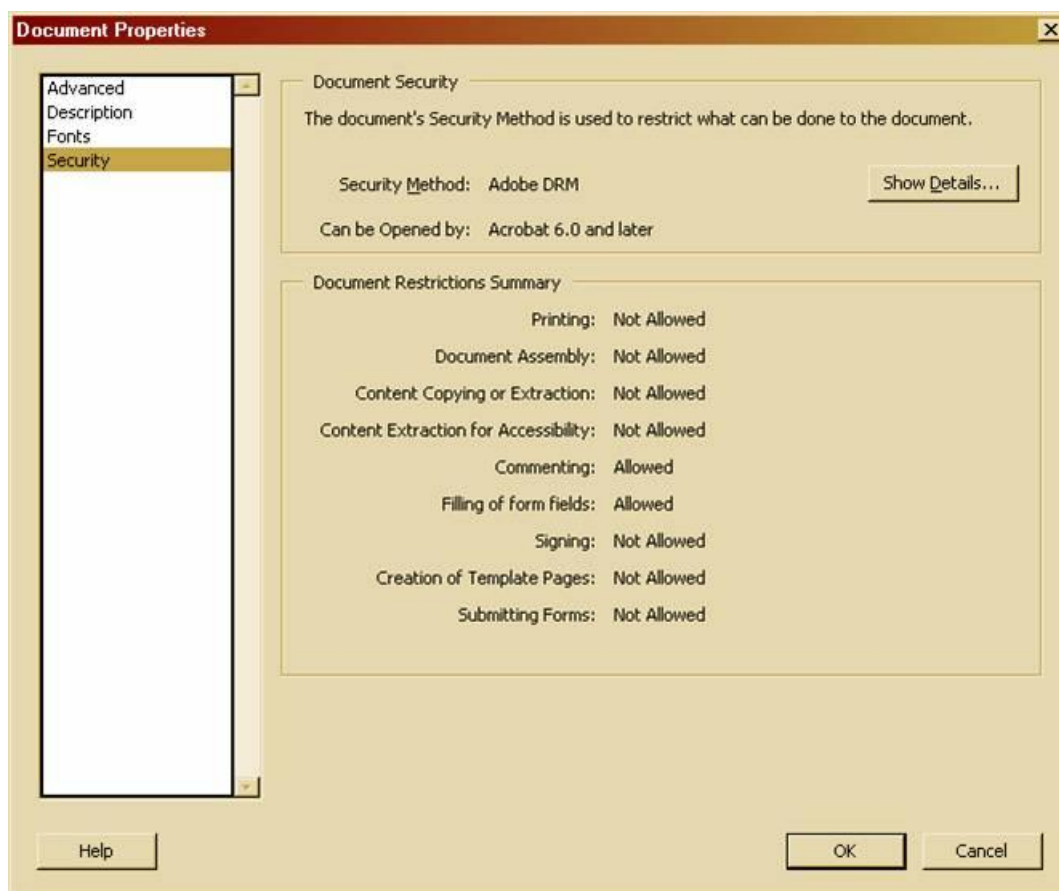 Document Properties
Advanced
Description
Fonts
Security
Document Security
The document's Security Method is used to restrict what can be done to the document.
Security Method: Adobe DRM
Show Details...
Can be Opened by: Acrobat 6.0 and later
Document Restrictions Summary
Printing: Not Allowed
Document Assembly: Not Allowed
Content Copying or Extraction: Not Allowed
Content Extraction for Accessibility: Not Allowed
Commenting: Allowed
Filling of form fields: Allowed
Signing: Not Allowed
Creation of Template Pages: Not Allowed
Submitting Forms: Not Allowed
Help
OK
Cancel